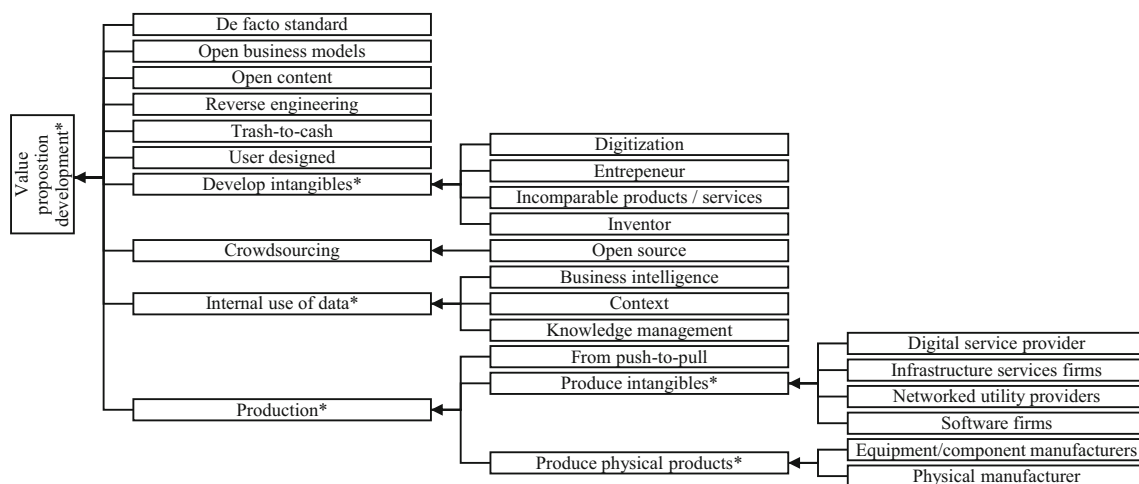 Value
propostion
development*
De facto standard
Open business models
Open content
Reverse engineering
Trash-to-cash
User designed
Develop intangibles*
Crowdsourcing
Internal use of data*
Production*
Digitization
Entrepeneur
Incomparable products / services
Inventor
Open source
Business intelligence
Context
Knowledge management
From push-to-pull
Produce intangibles*
Produce physical products*
Digital service provider
Infrastructure services firms
Networked utility providers
Software firms
Equipment/component manufacturers
Physical manufacturer